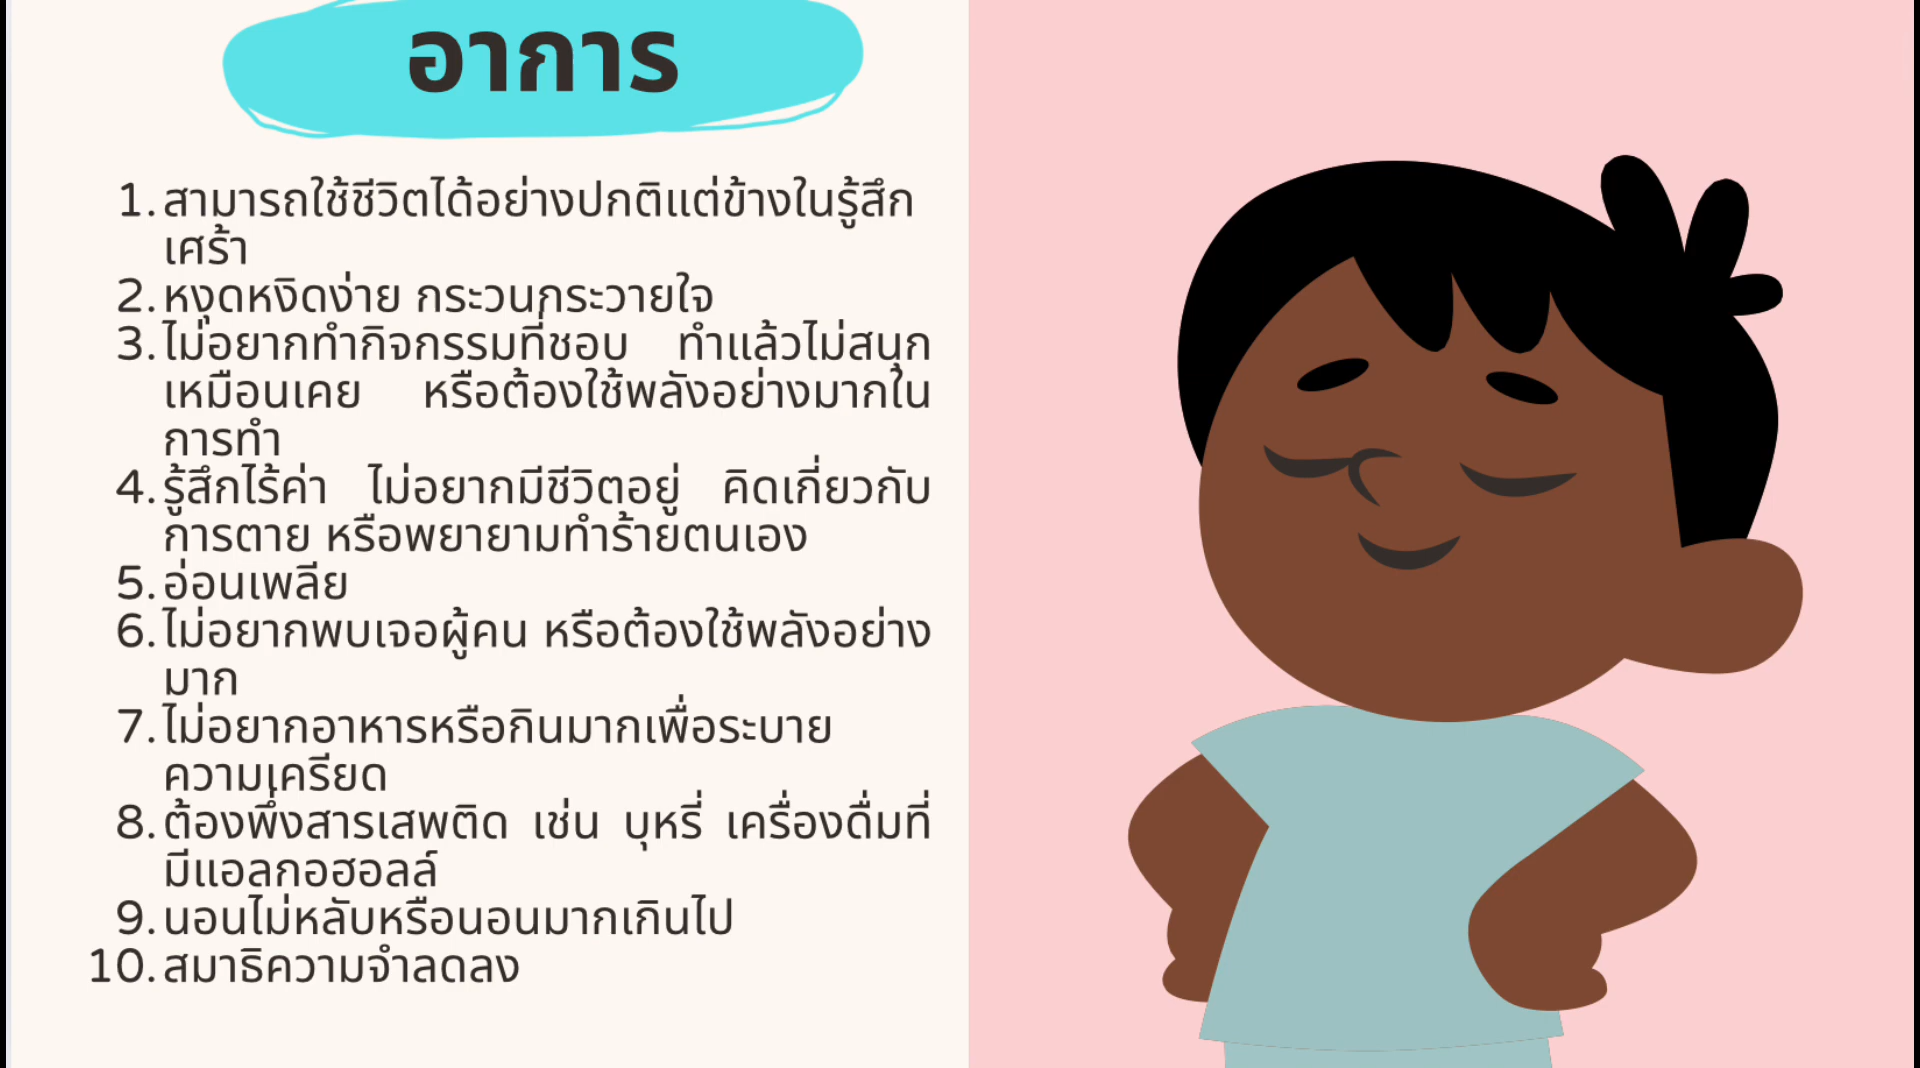 อาการ
1. สามารถใช้ชีวิตได้อย่างปกติแต่ข้างในรู้สึก
เศร้า
2. หงุดหงิดง่าย กระวนกระวายใจ
3. ไม่อยากทำกิจกรรมที่ชอบ ทำแล้วไม่สนุก
เหมือนเคย หรือต้องใช้พลังอย่างมากใน
การทำ
4. รู้สึกไร้ค่า ไม่อยากมีชีวิตอยู่ คิดเกี่ยวกับ
การตาย หรือพยายามทำร้ายตนเอง
5. อ่อนเพลีย
6. ไม่อยากพบเจอผู้คน หรือต้องใช้พลังอย่าง
มาก
7. ไม่อยากอาหารหรือกินมากเพื่อระบาย
ความเครียด
8. ต้องพึ่งสารเสพติด เช่น บุหรี่ เครื่องดื่มที่
มีแอลกอฮอลล์
9. นอนไม่หลับหรือนอนมากเกินไป
10. สมาธิความจำลดลง